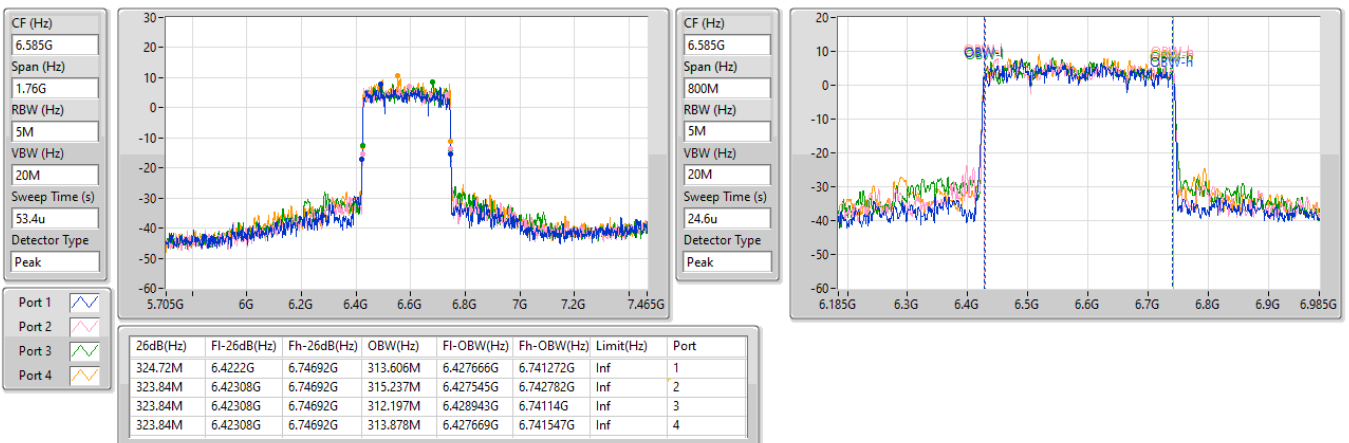 CF (Hz)
6.585G
Span (Hz)
1.76G
RBW (Hz)
5M
VBW (Hz)
20M
Sweep Time (s)
53.4u
Detector Type
Peak
30
20
10
0
-10
-20
-30
-40
-50
-60
5.705G 6G 6.2G 6.4G 6.6G 6.8G 7G 7.2G 7.465G
CF (Hz)
6.585G
Span (Hz)
800M
RBW (Hz)
5M
VBW (Hz)
20M
Sweep Time (s)
24.6u
Detector Type
Peak
20
10
0
-10
-20
-30
-40
-50
-60
OBW-l
OBW-h
OBW-h
6.185G 6.3G 6.4G 6.5G 6.6G 6.7G 6.8G 6.9G 6.985G
Port 1
Port 2
Port 3
Port 4
26dB(Hz) Fl-26dB(Hz) Fh-26dB(Hz) OBW(Hz) Fl-OBW(Hz) Fh-OBW(Hz) Limit(Hz) Port
324.72M 6.4222G 6.74692G 313.606M 6.427666G 6.741272G Inf 1
323.84M 6.42308G 6.74692G 315.237M 6.427545G 6.742782G Inf 2
323.84M 6.42308G 6.74692G 312.197M 6.428943G 6.74114G Inf 3
323.84M 6.42308G 6.74692G 313.878M 6.427669G 6.741547G Inf 4